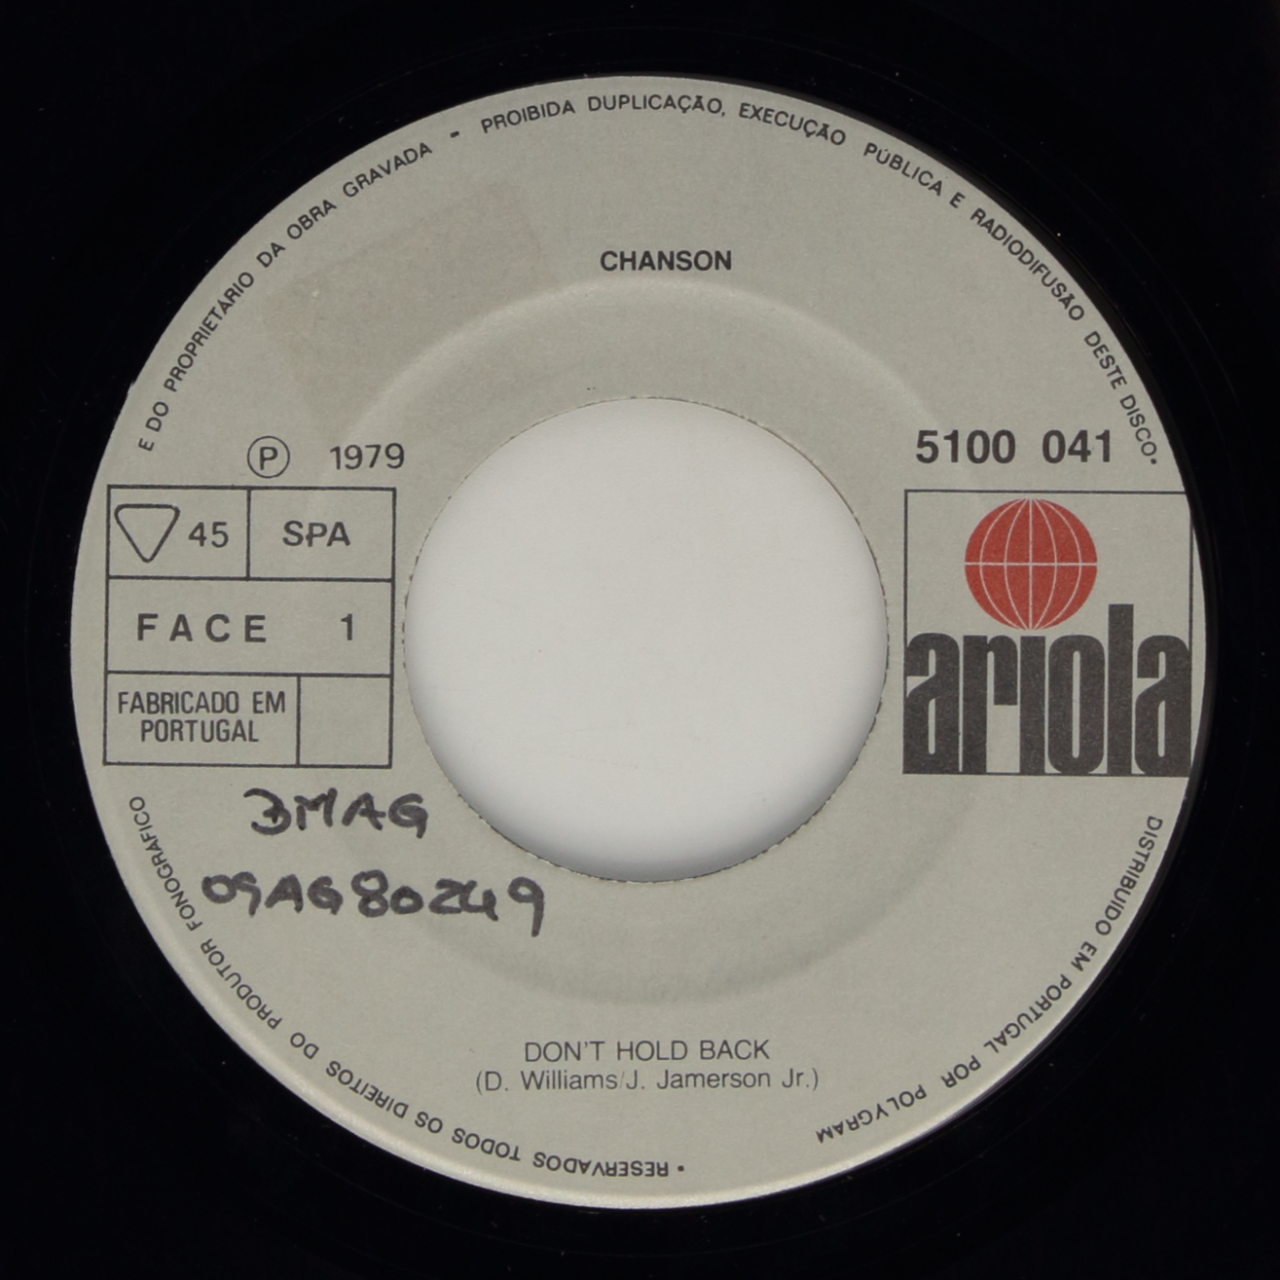 CHANSON
Ⓟ 1979
5100 041
45 SPA
FACE 1
FABRICADO EM
PORTUGAL
ariola
3MAG
09AG80249
DON'T HOLD BACK
(D. Williams/J. Jamerson Jr.)
• RESERVADOS TODOS OS DIREITOS DO PRODUTOR FONOGRÁFICO E DO PROPRIETÁRIO DA OBRA GRAVADA - PROIBIDA DUPLICAÇÃO, EXECUÇÃO PÚBLICA E RADIODIFUSÃO DESTE DISCO•
DISTRIBUIDO EM PORTUGAL POR POLYGRAM